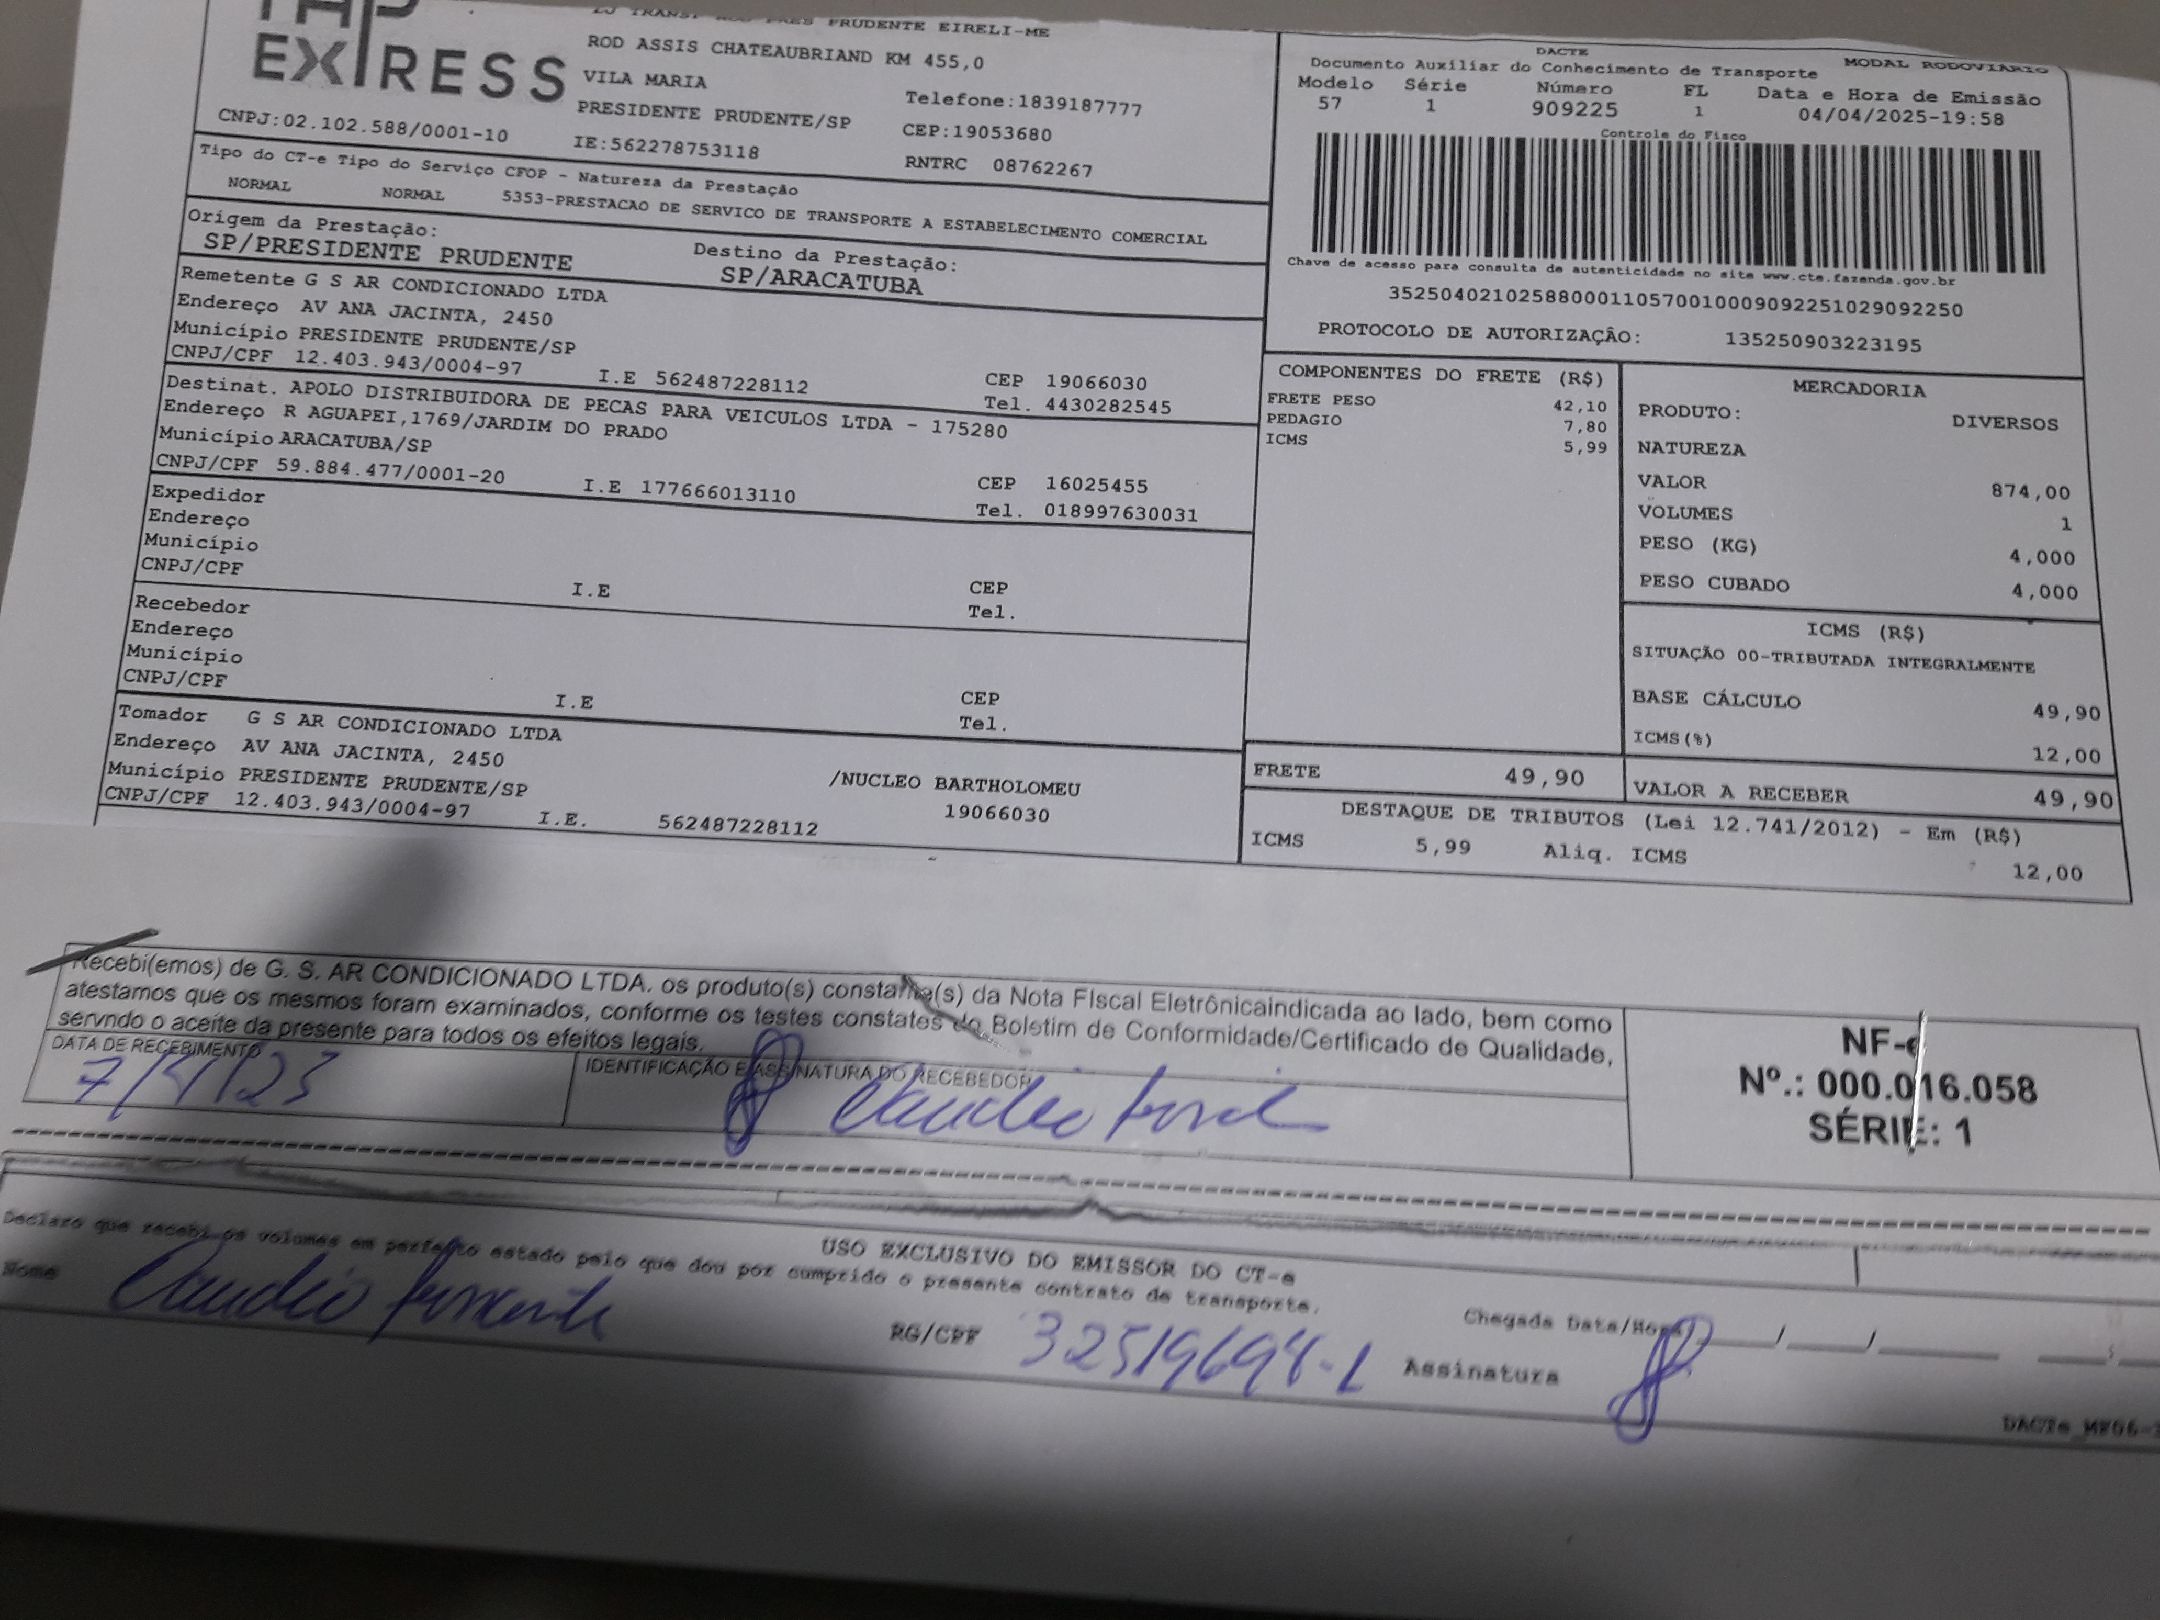 TAP
EXPRESS
LJ TRANSP ROD PRES PRUDENTE EIRELI-ME
ROD ASSIS CHATEAUBRIAND KM 455,0
VILA MARIA
PRESIDENTE PRUDENTE/SP
Telefone:1839187777
CEP:19053680
CNPJ:02.102.588/0001-10
IE:562278753118
RNTRC 08762267
Tipo do CT-e Tipo do Serviço CFOP - Natureza da Prestação
NORMAL NORMAL 5353-PRESTACAO DE SERVICO DE TRANSPORTE A ESTABELECIMENTO COMERCIAL
Origem da Prestação:
SP/PRESIDENTE PRUDENTE
Destino da Prestação:
SP/ARACATUBA
Remetente G S AR CONDICIONADO LTDA
Endereço AV ANA JACINTA, 2450
Município PRESIDENTE PRUDENTE/SP CEP 19066030
CNPJ/CPF 12.403.943/0004-97 I.E 562487228112 Tel. 4430282545
Destinat. APOLO DISTRIBUIDORA DE PECAS PARA VEICULOS LTDA - 175280
Endereço R AGUAPEI,1769/JARDIM DO PRADO
Município ARACATUBA/SP CEP 16025455
CNPJ/CPF 59.884.477/0001-20 I.E 177666013110 Tel. 018997630031
Expedidor
Endereço
Município CEP
CNPJ/CPF I.E Tel.
Recebedor
Endereço
Município CEP
CNPJ/CPF I.E Tel.
Tomador G S AR CONDICIONADO LTDA
Endereço AV ANA JACINTA, 2450 /NUCLEO BARTHOLOMEU
Município PRESIDENTE PRUDENTE/SP 19066030
CNPJ/CPF 12.403.943/0004-97 I.E. 562487228112
DACTE MODAL RODOVIARIO
Documento Auxiliar do Conhecimento de Transporte
Modelo Série Número FL Data e Hora de Emissão
57 1 909225 1 04/04/2025-19:58
Controle do Fisco
Chave de acesso para consulta de autenticidade no site www.cte.fazenda.gov.br
35250402102588000110570010009092251029092250
PROTOCOLO DE AUTORIZAÇÂO: 135250903223195
COMPONENTES DO FRETE (R$)
FRETE PESO 42,10
PEDAGIO 7,80
ICMS 5,99
MERCADORIA
PRODUTO: DIVERSOS
NATUREZA
VALOR 874,00
VOLUMES 1
PESO (KG) 4,000
PESO CUBADO 4,000
ICMS (R$)
SITUAÇÃO 00-TRIBUTADA INTEGRALMENTE
BASE CÁLCULO 49,90
ICMS(%) 12,00
FRETE 49,90
VALOR A RECEBER 49,90
DESTAQUE DE TRIBUTOS (Lei 12.741/2012) - Em (R$)
ICMS 5,99 Aliq. ICMS 12,00
Recebi(emos) de G. S. AR CONDICIONADO LTDA. os produto(s) constante(s) da Nota FIscal Eletrônicaindicada ao lado, bem como
atestamos que os mesmos foram examinados, conforme os testes constates do Boletim de Conformidade/Certificado de Qualidade,
servndo o aceite da presente para todos os efeitos legais.
DATA DE RECEBIMENTO
7/4/23
IDENTIFICAÇÃO E ASSINATURA DO RECEBEDOR
Claudio
NF-e
Nº.: 000.016.058
SÉRIE: 1
USO EXCLUSIVO DO EMISSOR DO CT-e
Declaro que recebi os volumes em perfeito estado pelo que dou por cumprido o presente contrato de transporte.
Nome Claudio
RG/CPF 32519694-1
Chegada Data/Hora
Assinatura